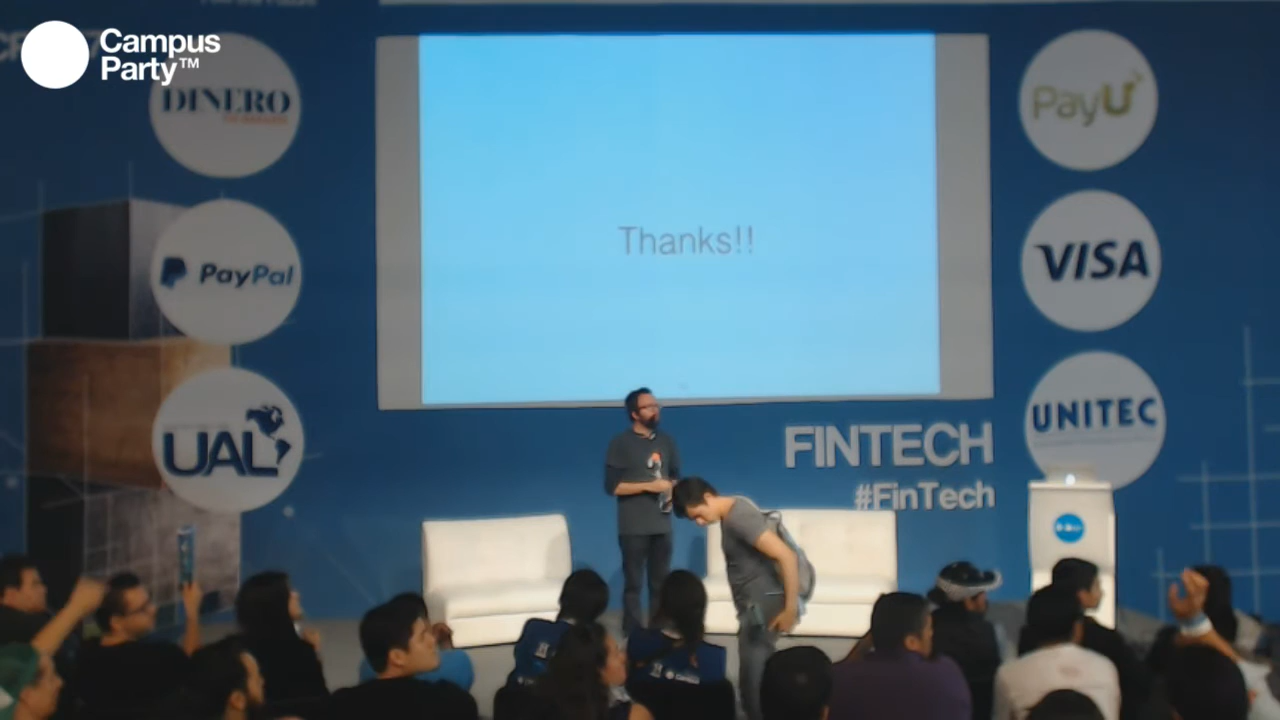 Campus
Party™
DINERO
PayPal
UAL
Thanks!!
PayU
VISA
UNITEC
FINTECH
#FinTech